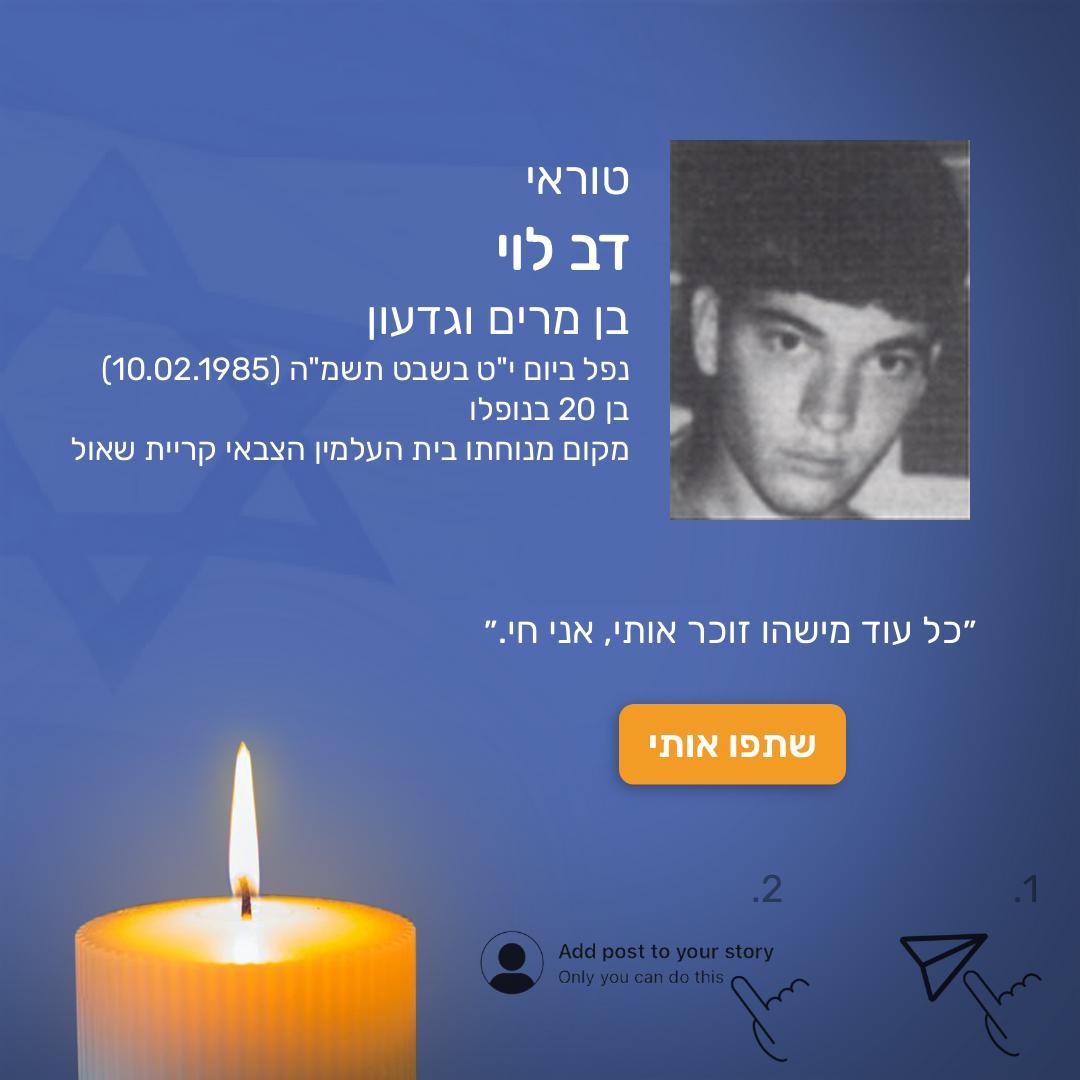 טוראי
דב לוי
בן מרים וגדעון
נפל ביום י"ט בשבט תשמ"ה (10.02.1985)
בן 20 בנופלו
מקום מנוחתו בית העלמין הצבאי קריית שאול
״כל עוד מישהו זוכר אותי, אני חי.״
שתפו אותי
.1
.2
Add post to your story
Only you can do this